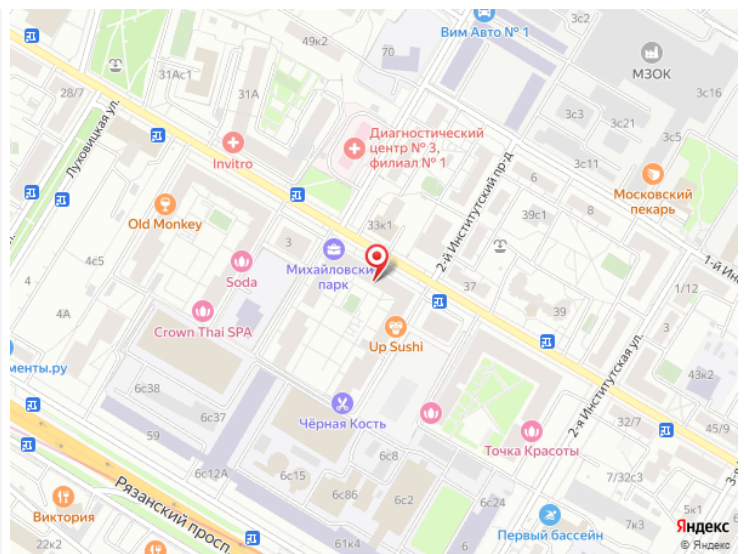 3с2
49к2
Вим Авто № 1
70
31Ас1
МЗОК
3с16
28/7
31А
3с3
3с21
Луховицкая ул.
Диагностический
центр № 3,
филиал № 1
Invitro
3с5
3с11
2-й Институтский пр-д
6
Московский
пекарь
Old Monkey
33к1
39с1
8
3
Михайловский
парк
4с5
Soda
1-й Ин
37
1/12
4А
39
Crown Thai SPA
Up Sushi
3
менты.ру
2-я Институтская ул.
43к2
6с38
6с37
Чёрная Кость
59
32/7
45/9
Точка Красоты
6с8
6с12А
6с15
7/32с3
3-я
Рязанский просп.
6с86
6с2
6с24
5к1
Виктория
Первый бассейн
7к3
Яндекс
22к2
61к4
6
© Яндекс